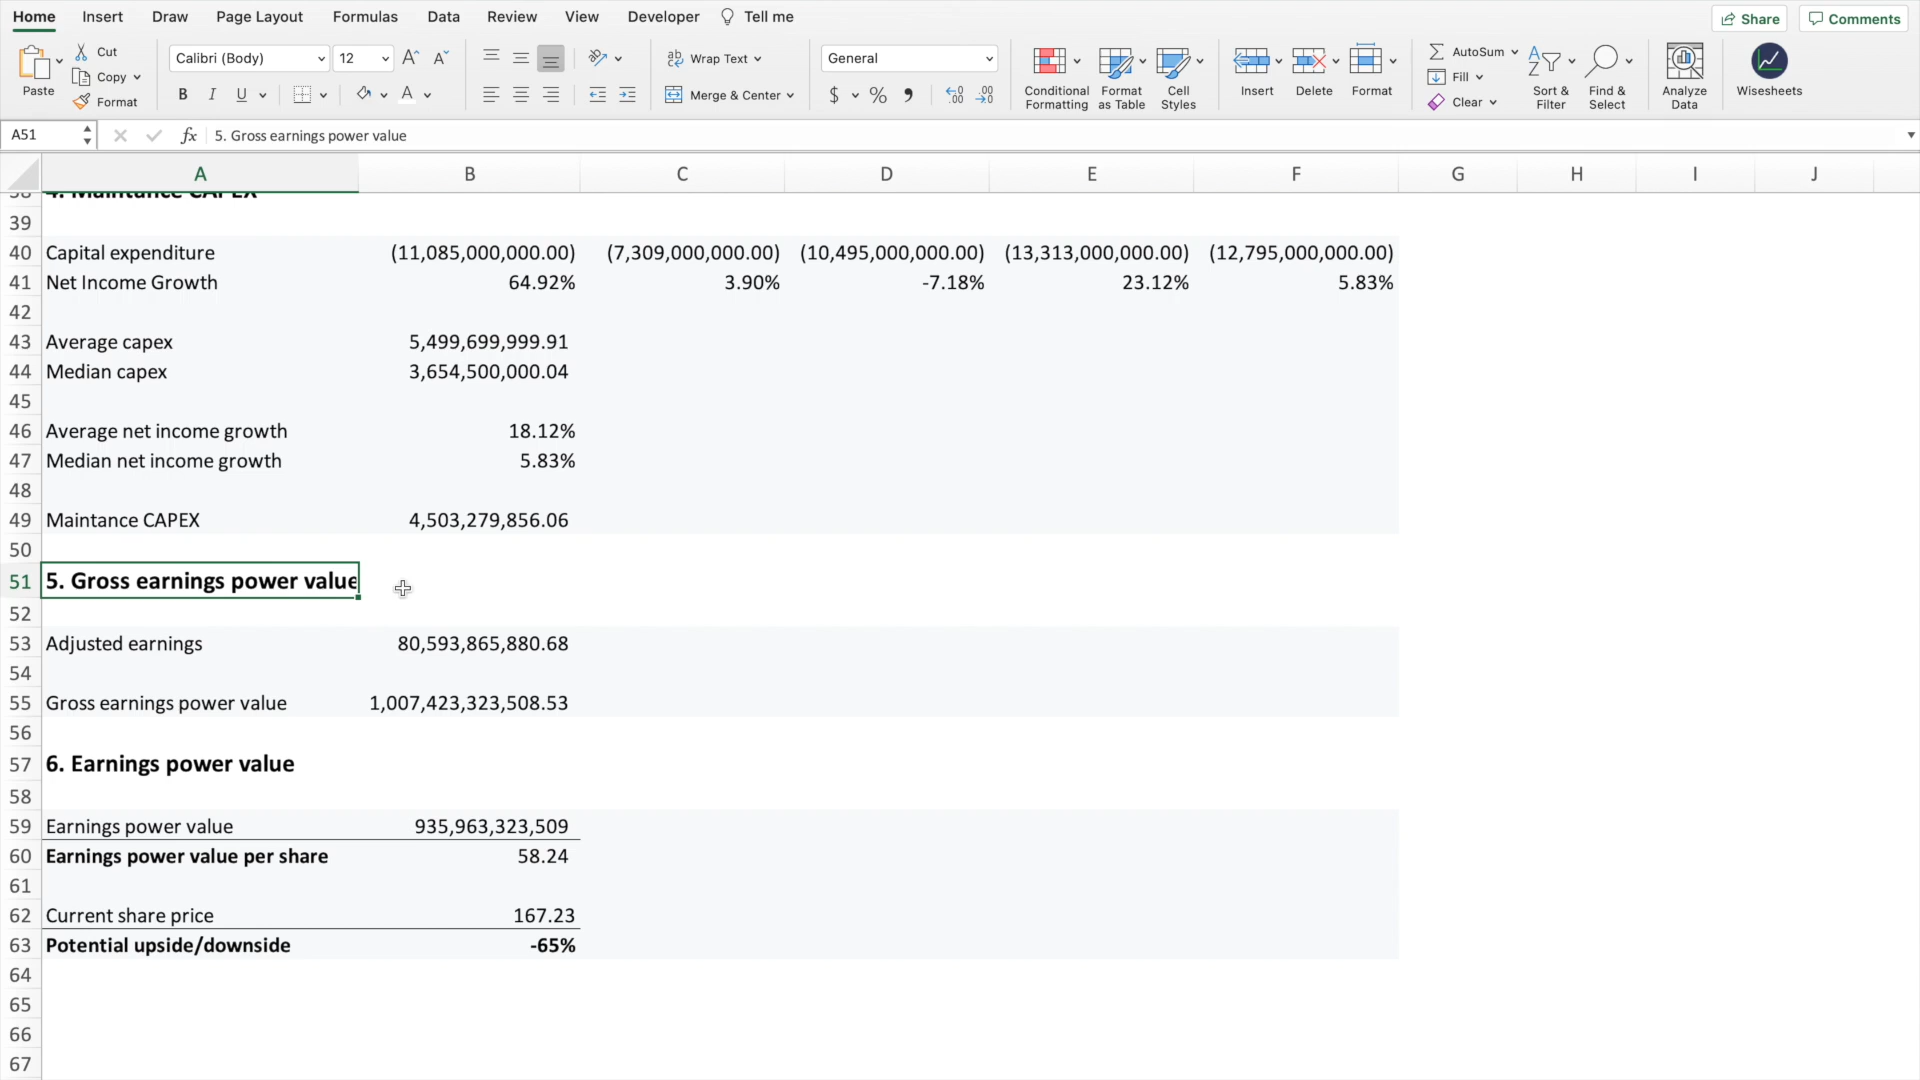 Home Insert Draw Page Layout Formulas Data Review View Developer Tell me Share Comments
Paste
Cut
Copy
Format
Calibri (Body) 12
B I U
Wrap Text
Merge & Center
General
$ % 9
Conditional Formatting
Format as Table
Cell Styles
Insert
Delete
Format
AutoSum
Fill
Clear
Sort & Filter
Find & Select
Analyze Data
Wisesheets
A51 fx 5. Gross earnings power value
A B C D E F G H I J
38 4. Maintance CAPEX
39
40 Capital expenditure (11,085,000,000.00) (7,309,000,000.00) (10,495,000,000.00) (13,313,000,000.00) (12,795,000,000.00)
41 Net Income Growth 64.92% 3.90% -7.18% 23.12% 5.83%
42
43 Average capex 5,499,699,999.91
44 Median capex 3,654,500,000.04
45
46 Average net income growth 18.12%
47 Median net income growth 5.83%
48
49 Maintance CAPEX 4,503,279,856.06
50
51 5. Gross earnings power value
52
53 Adjusted earnings 80,593,865,880.68
54
55 Gross earnings power value 1,007,423,323,508.53
56
57 6. Earnings power value
58
59 Earnings power value 935,963,323,509
60 Earnings power value per share 58.24
61
62 Current share price 167.23
63 Potential upside/downside -65%
64
65
66
67